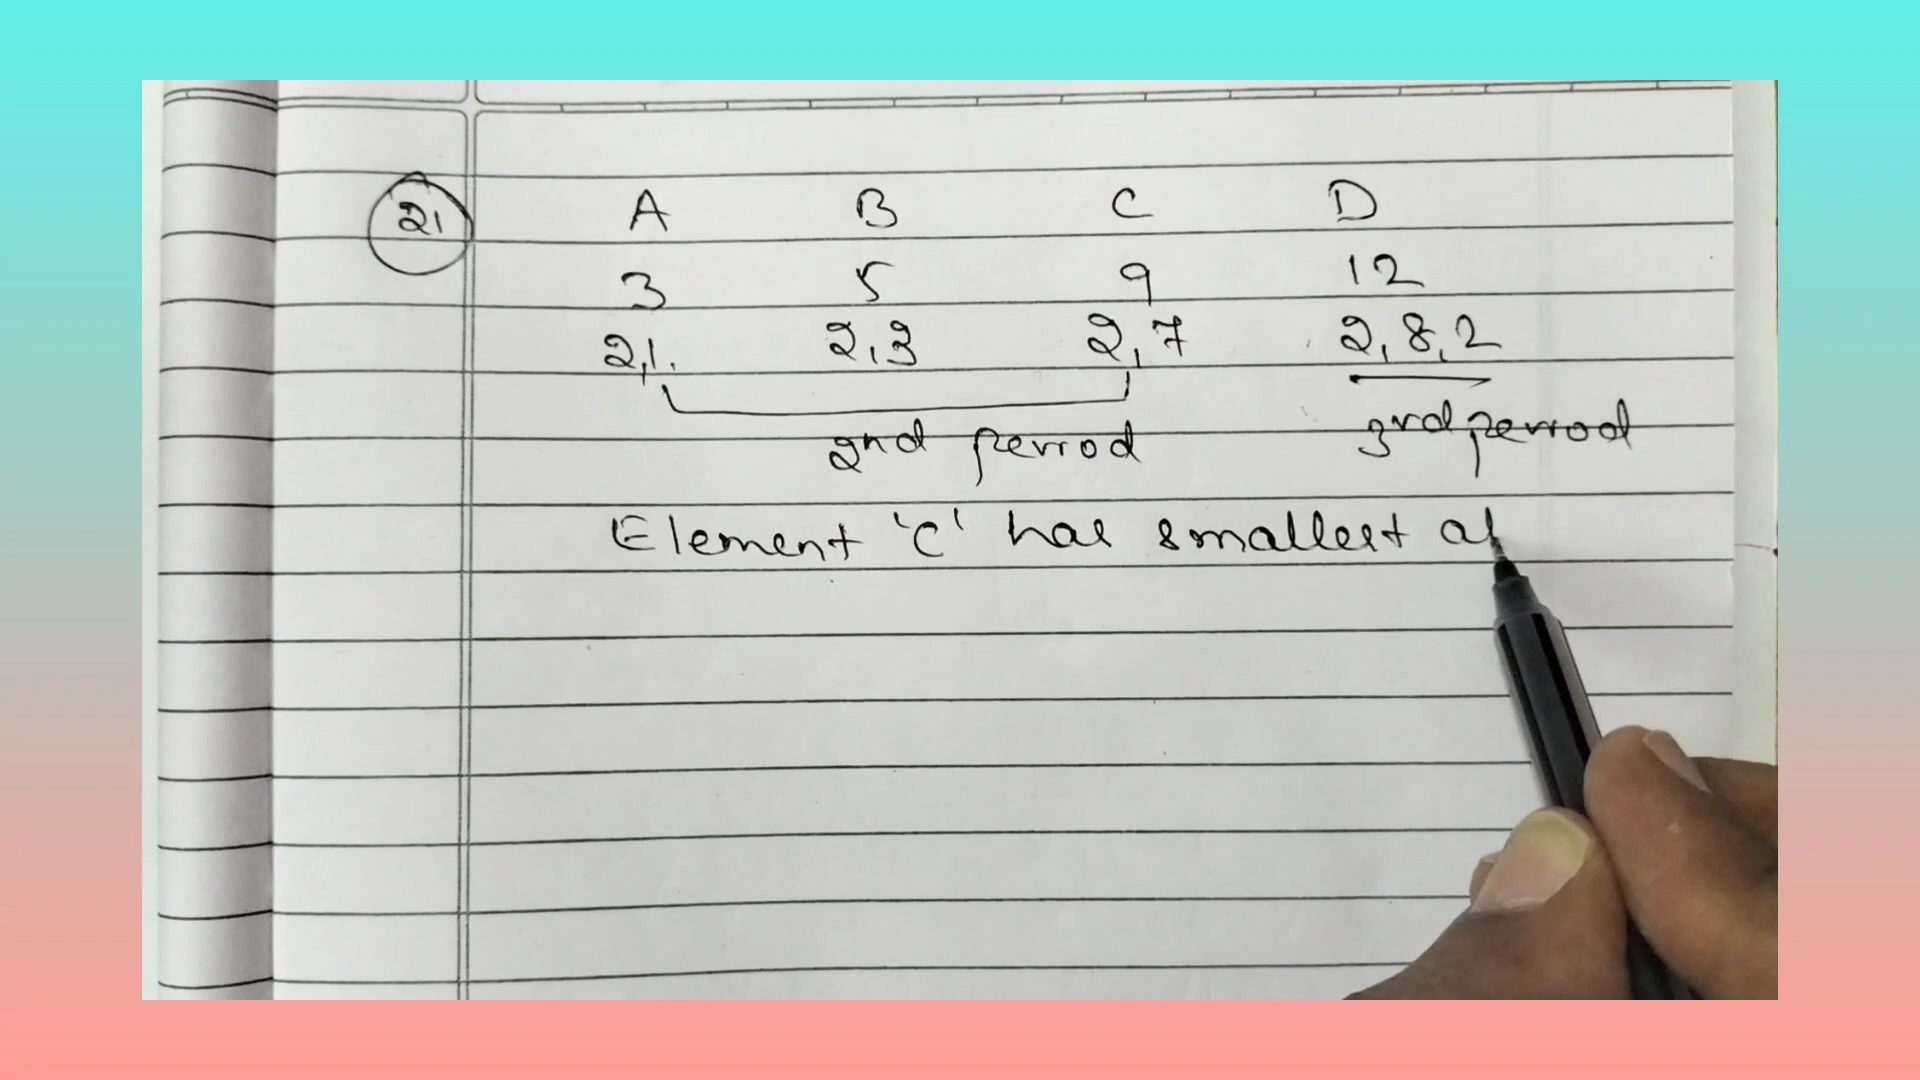 21 A B C D
3 5 9 12
2,1. 2,3 2,7 2,8,2
2nd period 3rd period
Element 'C' has smallest at